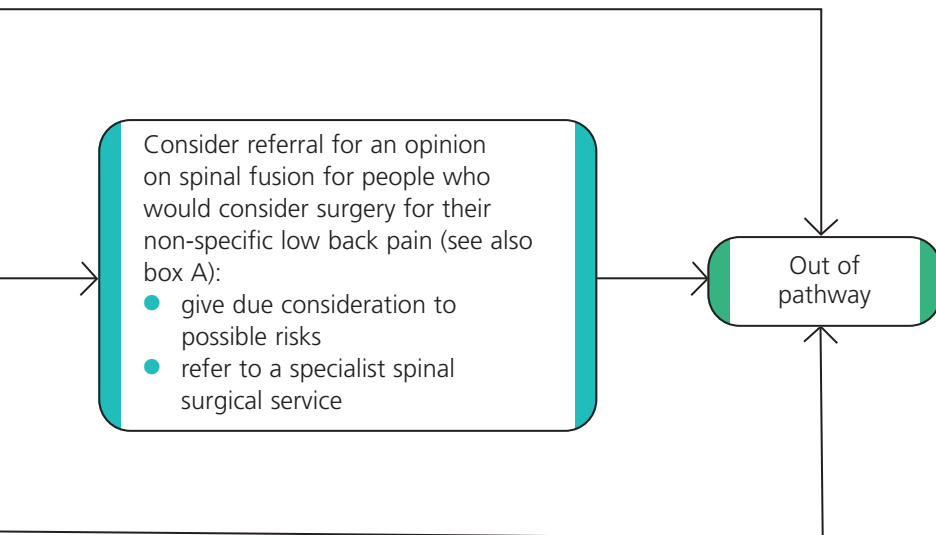 Consider referral for an opinion
on spinal fusion for people who
would consider surgery for their
non-specific low back pain (see also
box A):
● give due consideration to
possible risks
● refer to a specialist spinal
surgical service
Out of
pathway